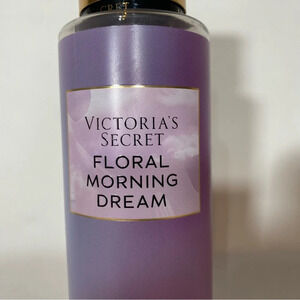 VICTORIA'S
SECRET
FLORAL
MORNING
DREAM